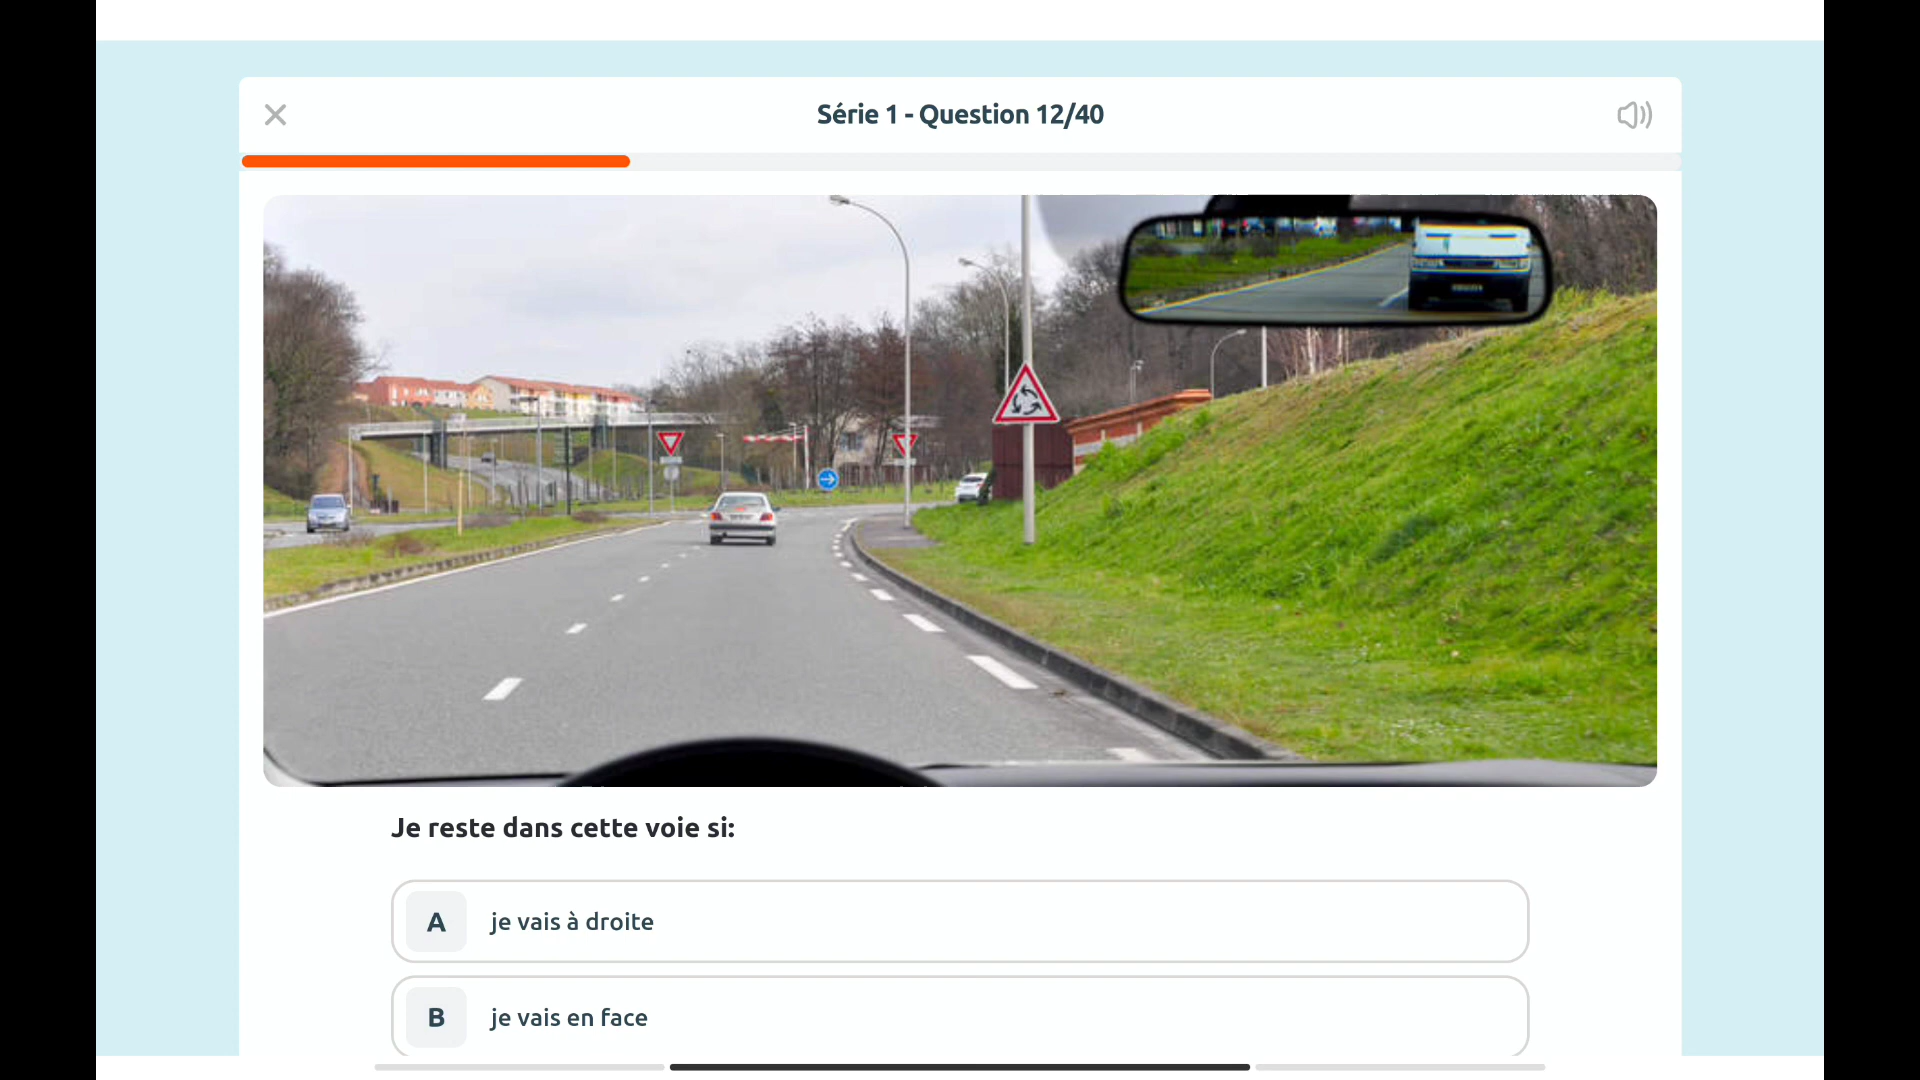 Série 1 - Question 12/40
Je reste dans cette voie si:
A je vais à droite
B je vais en face